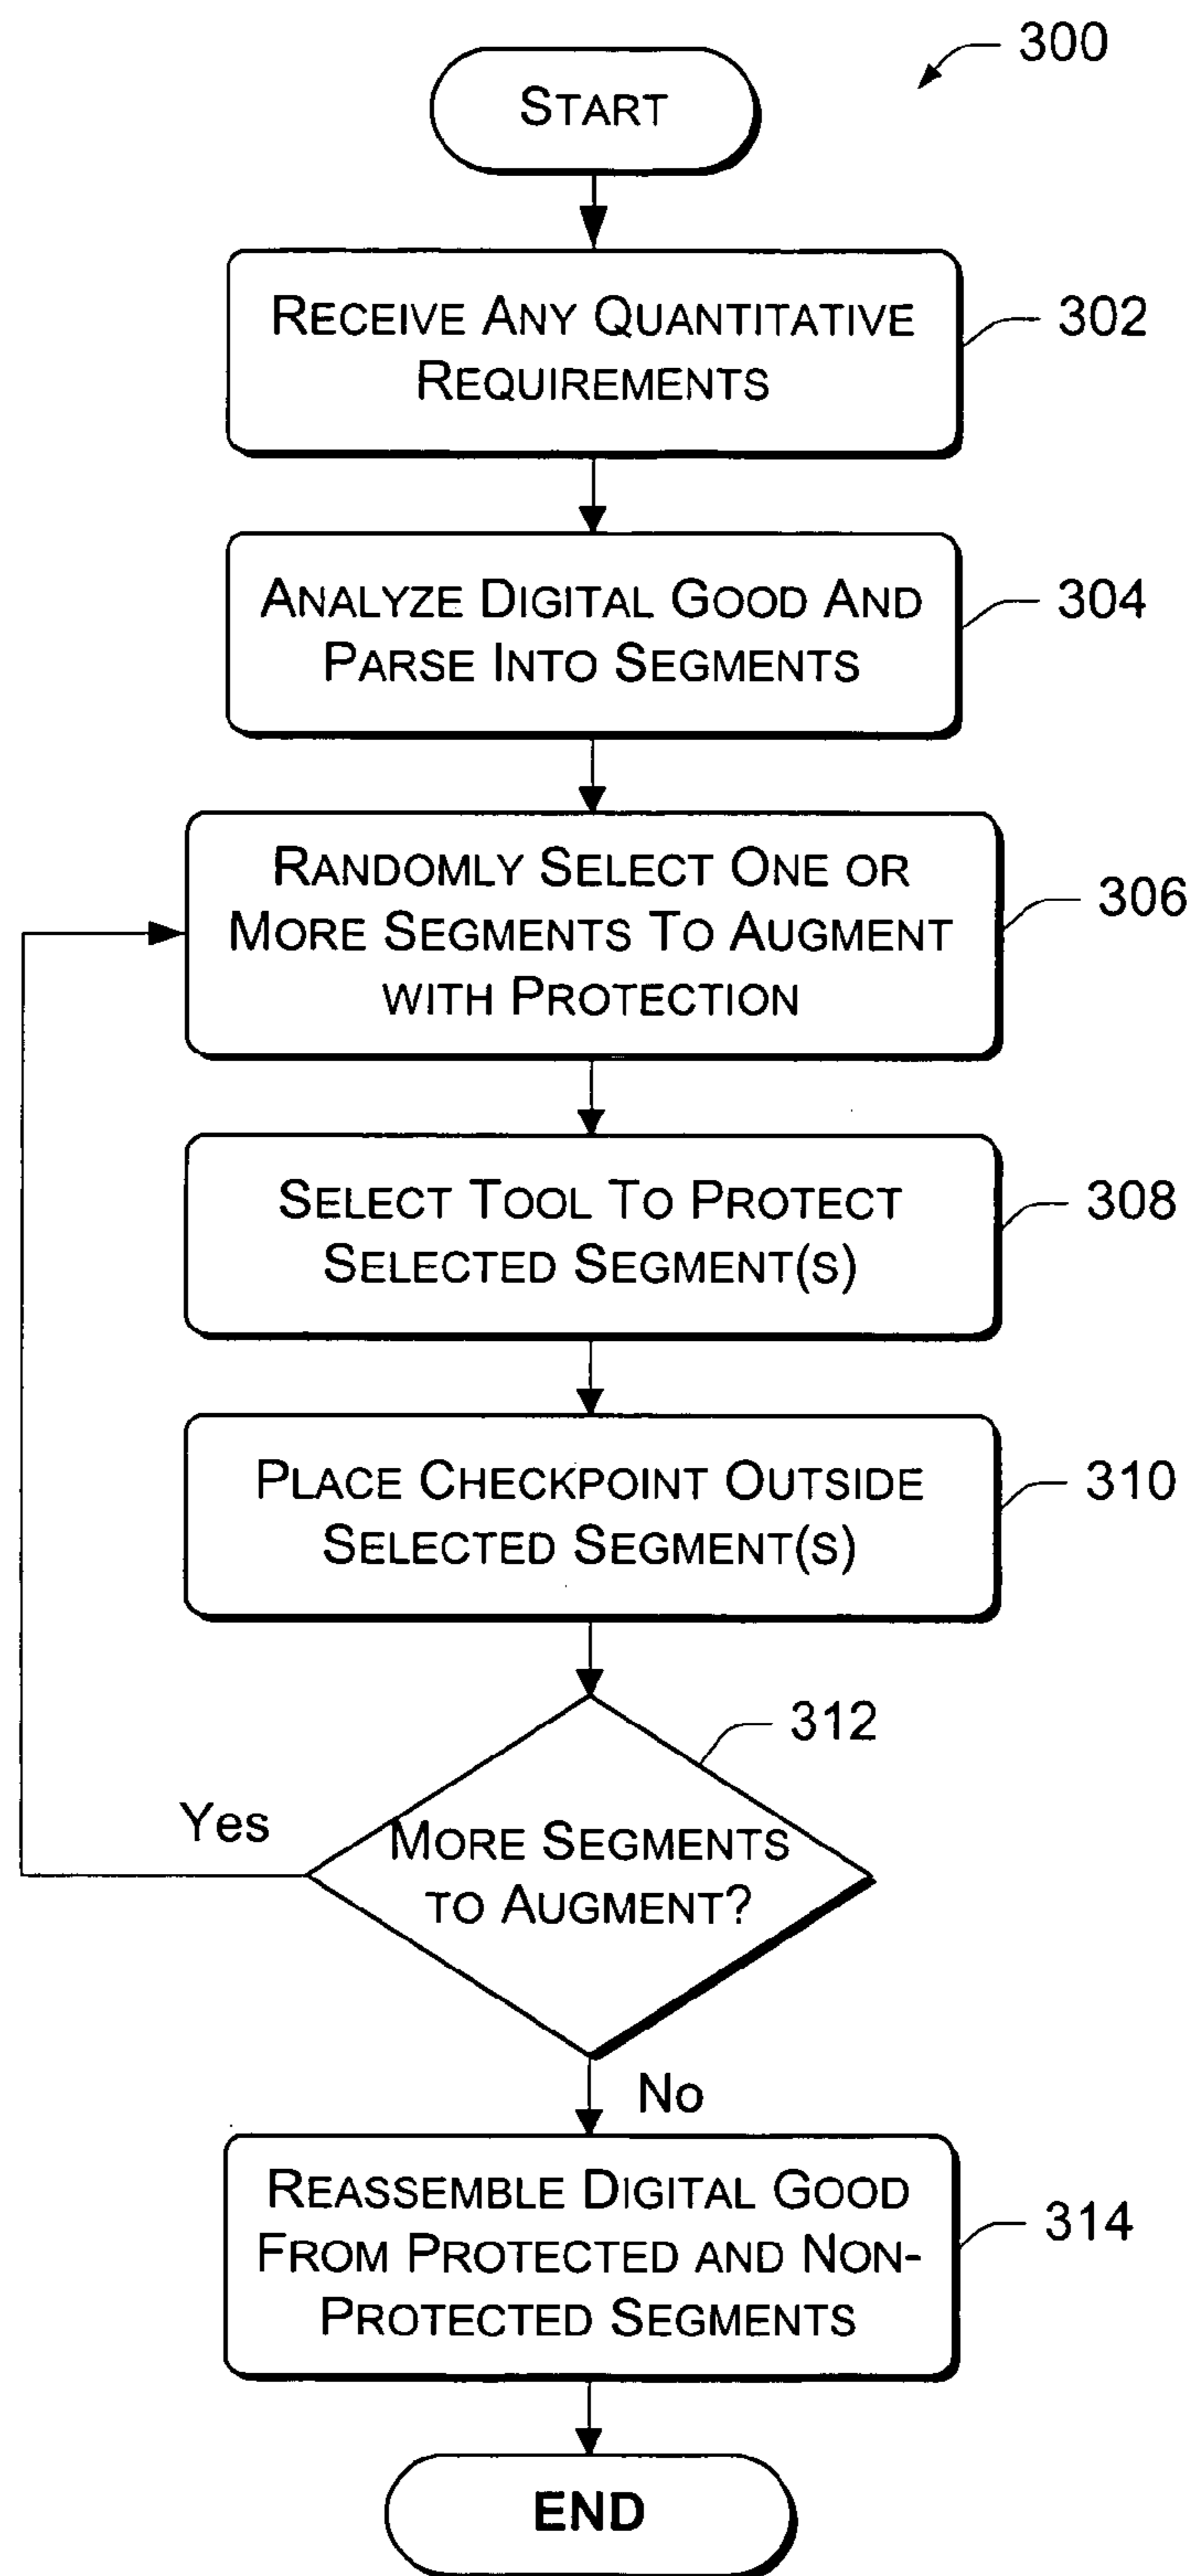 300
START
RECEIVE ANY QUANTITATIVE
REQUIREMENTS
302
ANALYZE DIGITAL GOOD AND
PARSE INTO SEGMENTS
304
RANDOMLY SELECT ONE OR
MORE SEGMENTS TO AUGMENT
WITH PROTECTION
306
SELECT TOOL TO PROTECT
SELECTED SEGMENT(S)
308
PLACE CHECKPOINT OUTSIDE
SELECTED SEGMENT(S)
310
312
Yes
MORE SEGMENTS
TO AUGMENT?
No
REASSEMBLE DIGITAL GOOD
FROM PROTECTED AND NON-
PROTECTED SEGMENTS
314
END